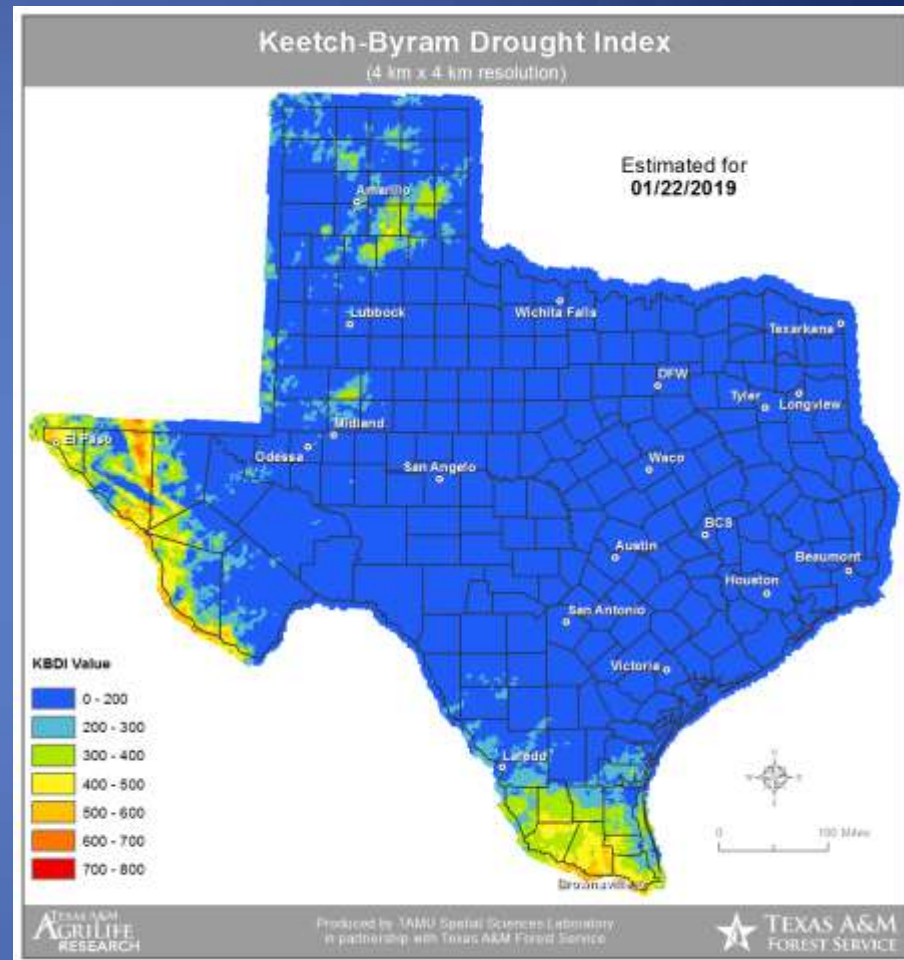 Keetch-Byram Drought Index
(4 km x 4 km resolution)
Estimated for
01/22/2019
Amarillo
Lubbock
Wichita Falls
Texarkana
DFW
Tyler
Longview
Midland
El Paso
Odessa
San Angelo
Waco
BCS
Austin
Beaumont
Houston
San Antonio
Victoria
Laredo
Brownsville
KBDI Value
0 - 200
200 - 300
300 - 400
400 - 500
500 - 600
600 - 700
700 - 800
0 100 Miles
TEXAS A&M
AGRILIFE
RESEARCH
Produced by TAMU Spatial Sciences Laboratory
in partnership with Texas A&M Forest Service
TEXAS A&M
FOREST SERVICE